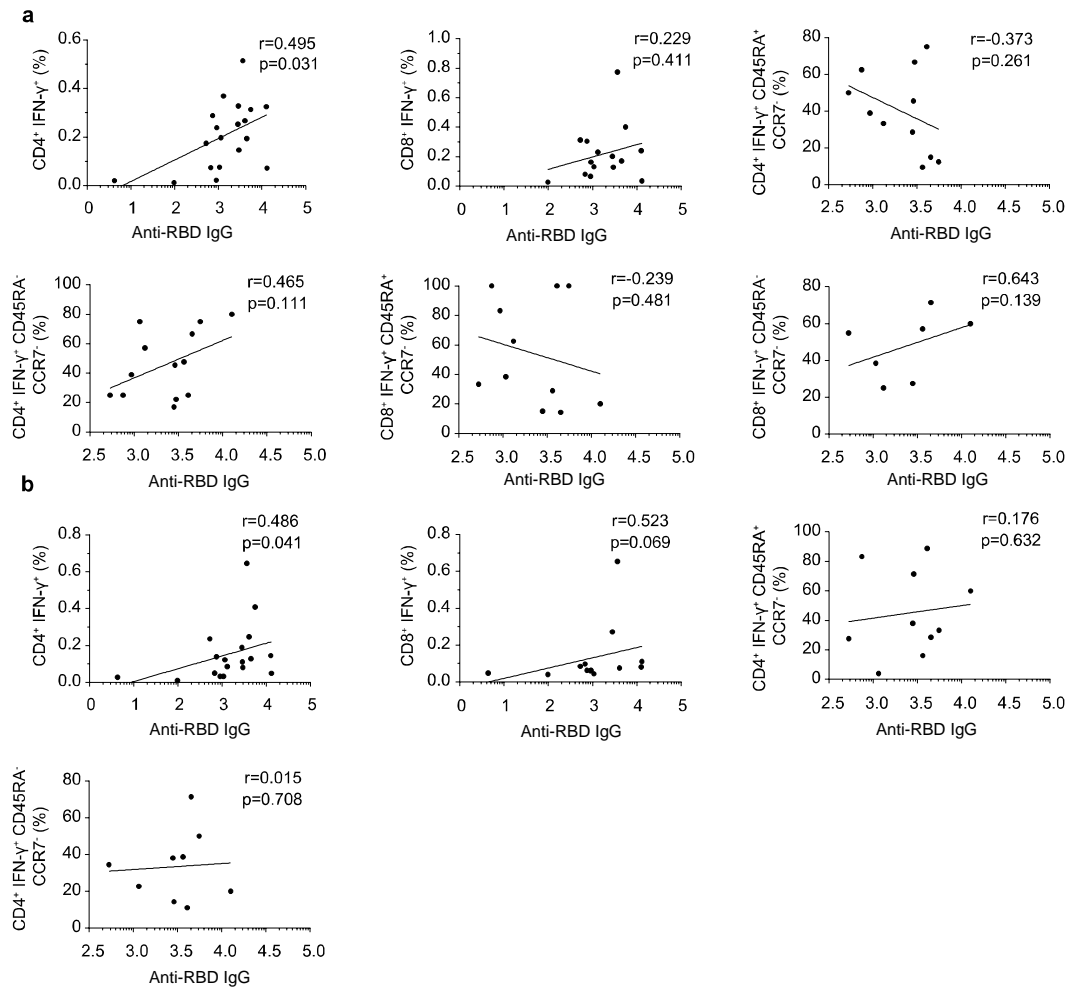 a
r=0.495
p=0.031
CD4⁺ IFN-γ⁺ (%)
0.6
0.4
0.2
0.0
0 1 2 3 4 5
Anti-RBD IgG
r=0.229
p=0.411
CD8⁺ IFN-γ⁺ (%)
1.0
0.8
0.6
0.4
0.2
0.0
0 1 2 3 4 5
Anti-RBD IgG
r=-0.373
p=0.261
CD4⁺ IFN-γ⁺ CD45RA⁺
CCR7⁻ (%)
80
60
40
20
0
2.5 3.0 3.5 4.0 4.5 5.0
Anti-RBD IgG
r=0.465
p=0.111
CD4⁺ IFN-γ⁺ CD45RA⁻
CCR7⁻ (%)
100
80
60
40
20
0
2.5 3.0 3.5 4.0 4.5 5.0
Anti-RBD IgG
r=-0.239
p=0.481
CD8⁺ IFN-γ⁺ CD45RA⁺
CCR7⁻ (%)
100
80
60
40
20
0
2.5 3.0 3.5 4.0 4.5 5.0
Anti-RBD IgG
r=0.643
p=0.139
CD8⁺ IFN-γ⁺ CD45RA⁻
CCR7⁻ (%)
80
60
40
20
0
2.5 3.0 3.5 4.0 4.5 5.0
Anti-RBD IgG
b
r=0.486
p=0.041
CD4⁺ IFN-γ⁺ (%)
0.8
0.6
0.4
0.2
0.0
0 1 2 3 4 5
Anti-RBD IgG
r=0.523
p=0.069
CD8⁺ IFN-γ⁺ (%)
0.8
0.6
0.4
0.2
0.0
0 1 2 3 4 5
Anti-RBD IgG
r=0.176
p=0.632
CD4⁺ IFN-γ⁺ CD45RA⁺
CCR7⁻ (%)
100
80
60
40
20
0
2.5 3.0 3.5 4.0 4.5 5.0
Anti-RBD IgG
r=0.015
p=0.708
CD4⁺ IFN-γ⁺ CD45RA⁻
CCR7⁻ (%)
80
60
40
20
0
2.5 3.0 3.5 4.0 4.5 5.0
Anti-RBD IgG